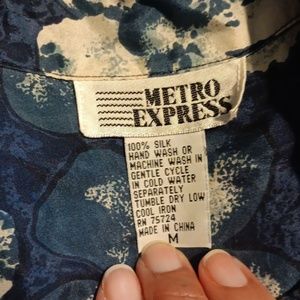 METRO
EXPRESS
100% SILK
HAND WASH OR
MACHINE WASH IN
GENTLE CYCLE
IN COLD WATER
SEPARATELY
TUMBLE DRY LOW
COOL IRON
RN 75724
MADE IN CHINA
M